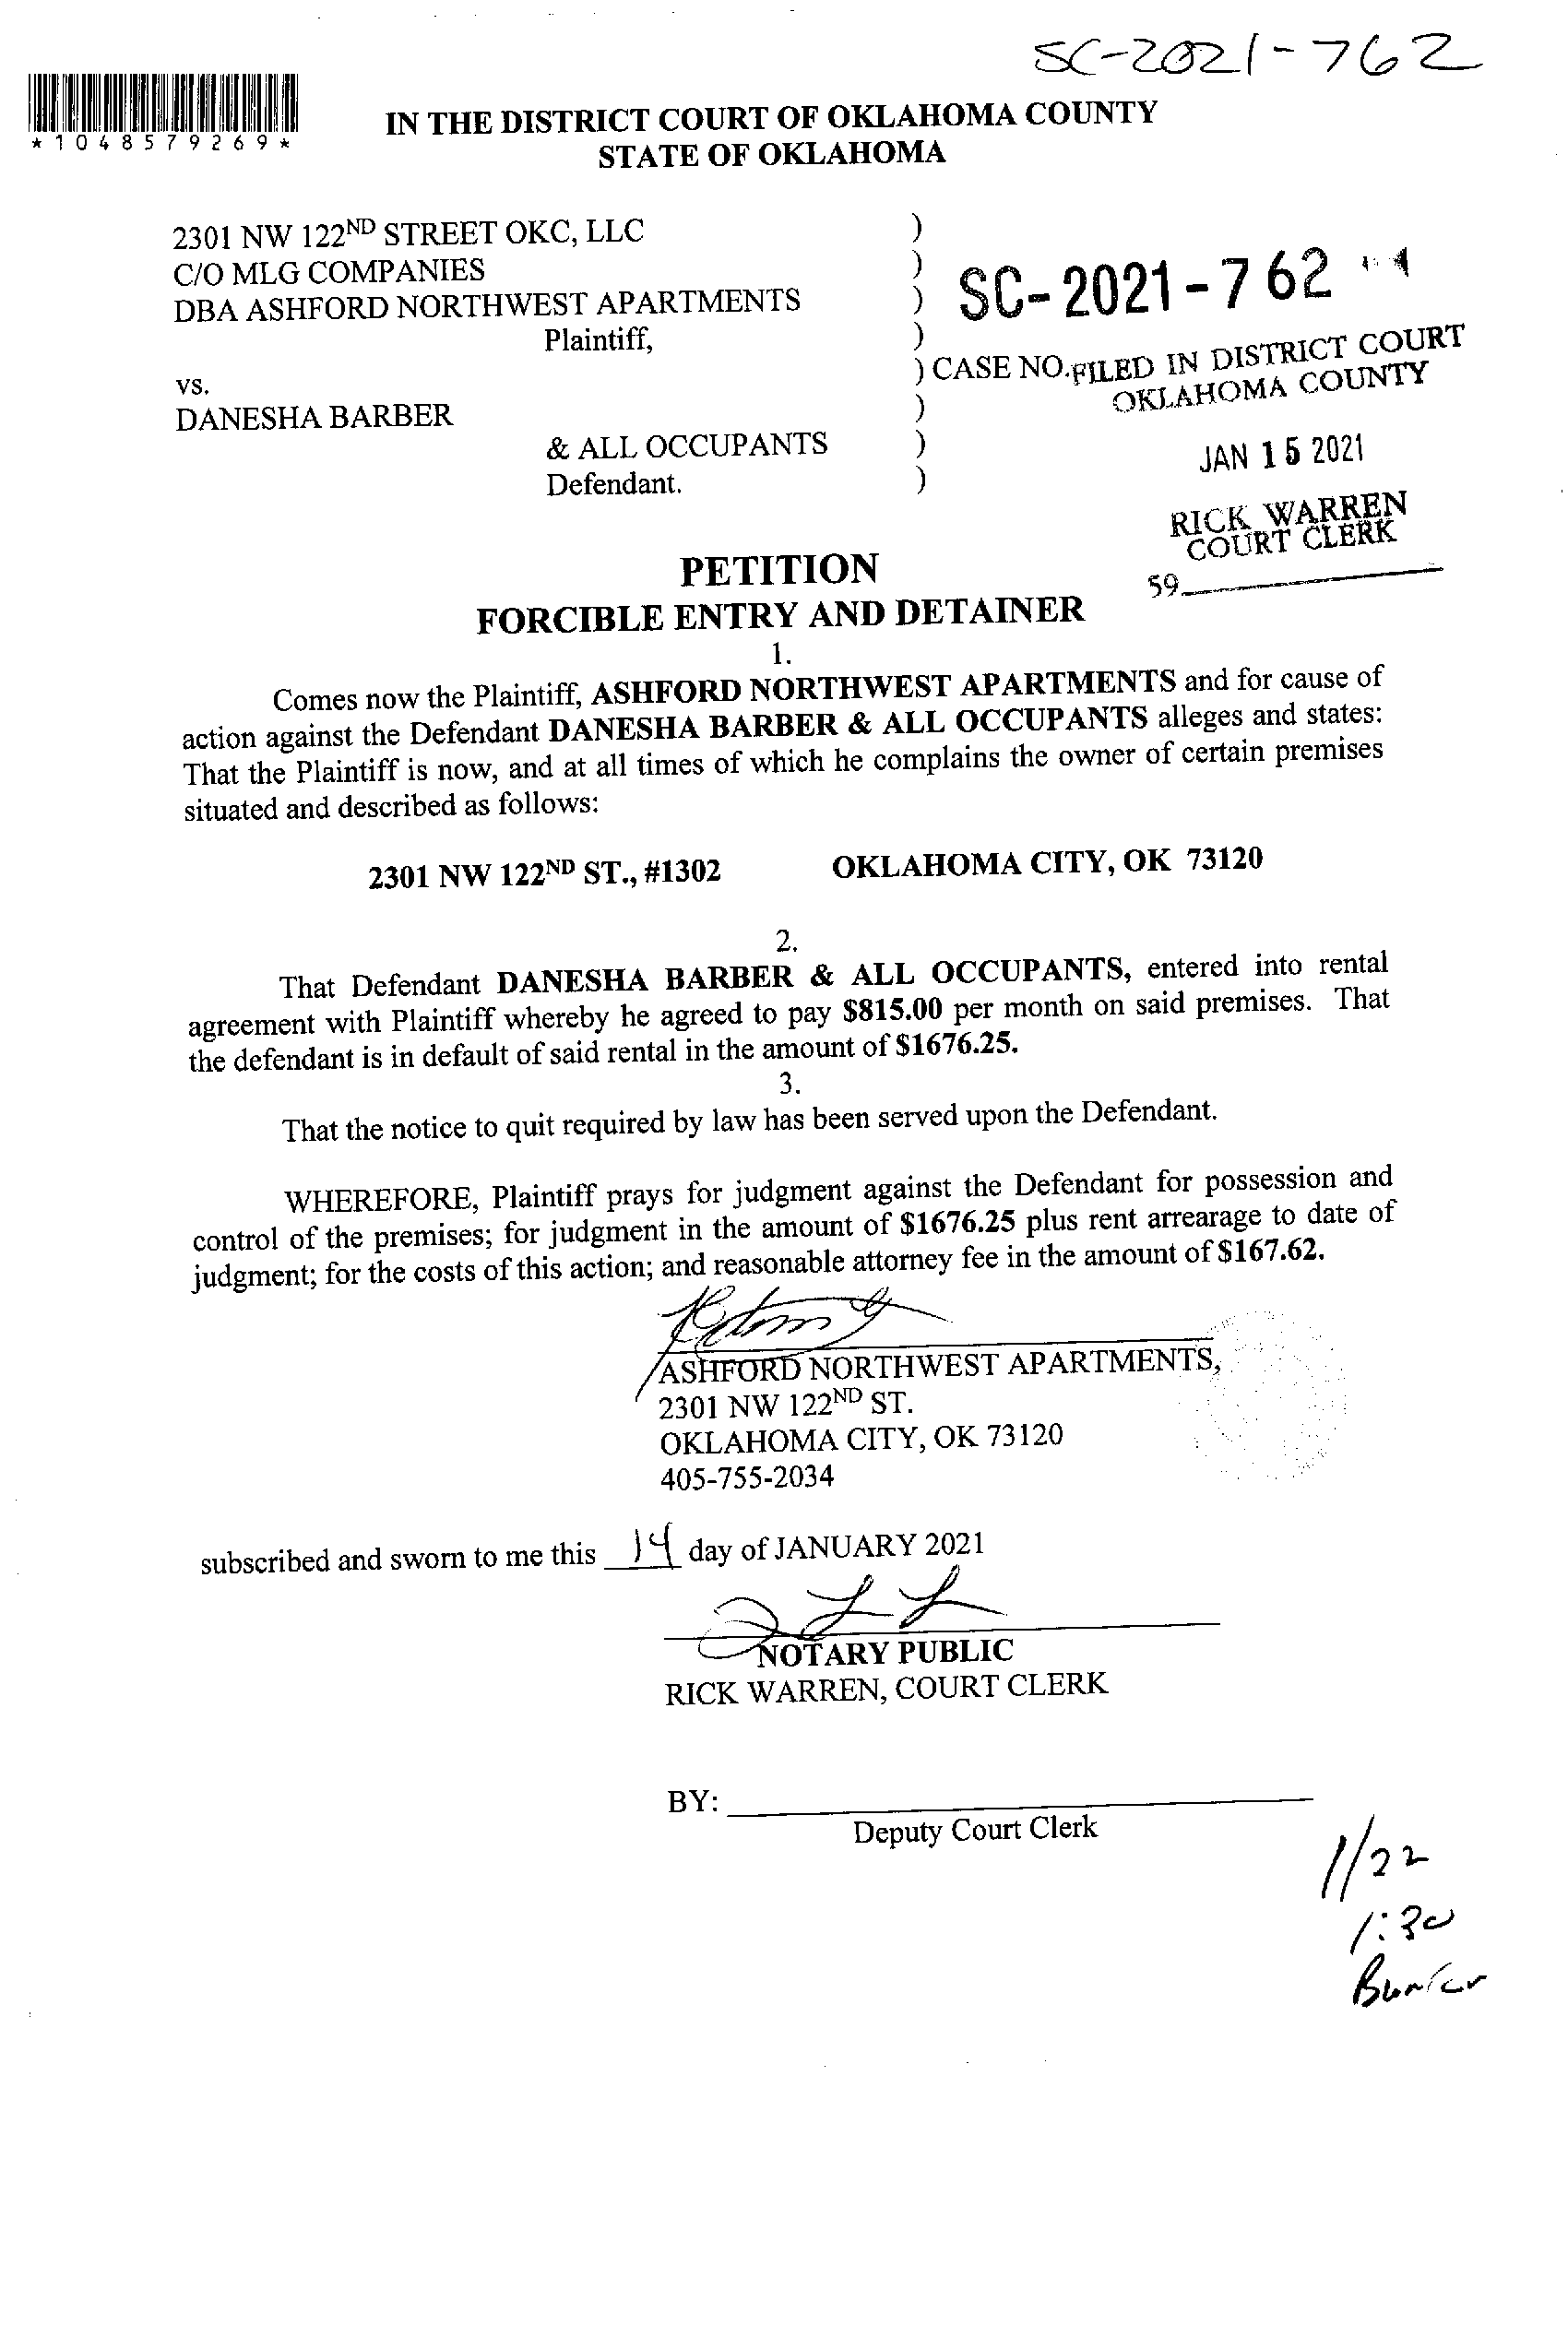 SC-2021-762
*1048579269*
IN THE DISTRICT COURT OF OKLAHOMA COUNTY
STATE OF OKLAHOMA
2301 NW 122ND STREET OKC, LLC )
C/O MLG COMPANIES )
DBA ASHFORD NORTHWEST APARTMENTS ) SC-2021-762
Plaintiff, )
) CASE NO. FILED IN DISTRICT COURT
OKLAHOMA COUNTY
vs.
DANESHA BARBER )
& ALL OCCUPANTS )
Defendant. )
JAN 15 2021
RICK WARREN
COURT CLERK
59
PETITION
FORCIBLE ENTRY AND DETAINER
1.
Comes now the Plaintiff, ASHFORD NORTHWEST APARTMENTS and for cause of
action against the Defendant DANESHA BARBER & ALL OCCUPANTS alleges and states:
That the Plaintiff is now, and at all times of which he complains the owner of certain premises
situated and described as follows:
2301 NW 122ND ST., #1302 OKLAHOMA CITY, OK 73120
2.
That Defendant DANESHA BARBER & ALL OCCUPANTS, entered into rental
agreement with Plaintiff whereby he agreed to pay $815.00 per month on said premises. That
the defendant is in default of said rental in the amount of $1676.25.
3.
That the notice to quit required by law has been served upon the Defendant.
WHEREFORE, Plaintiff prays for judgment against the Defendant for possession and
control of the premises; for judgment in the amount of $1676.25 plus rent arrearage to date of
judgment; for the costs of this action; and reasonable attorney fee in the amount of $167.62.
ASHFORD NORTHWEST APARTMENTS,
2301 NW 122ND ST.
OKLAHOMA CITY, OK 73120
405-755-2034
subscribed and sworn to me this 14 day of JANUARY 2021
NOTARY PUBLIC
RICK WARREN, COURT CLERK
BY:
Deputy Court Clerk
1/22
1:30